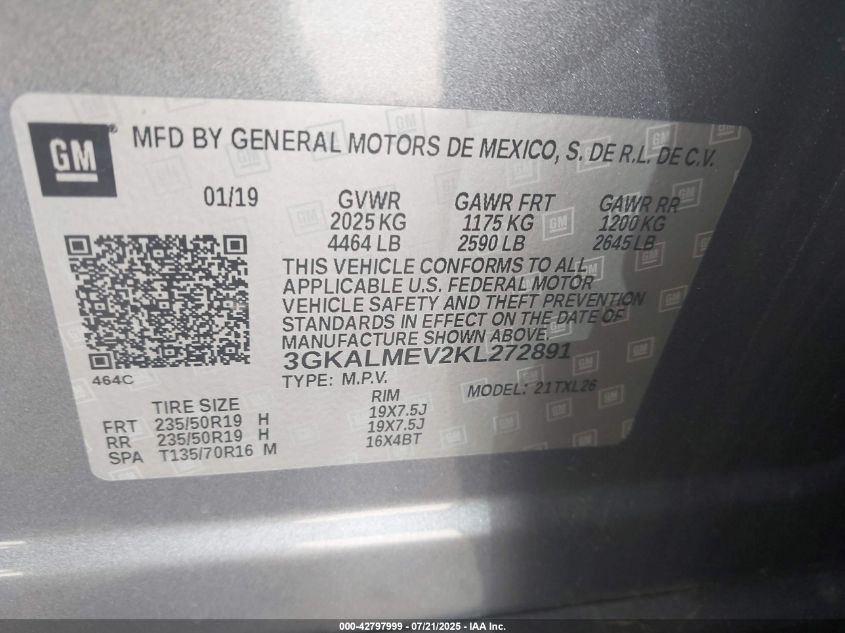 GM
MFD BY GENERAL MOTORS DE MEXICO, S. DE R.L. DE C.V.
01/19 GVWR GAWR FRT GAWR RR
2025 KG 1175 KG 1200 KG
4464 LB 2590 LB 2645 LB
THIS VEHICLE CONFORMS TO ALL
APPLICABLE U.S. FEDERAL MOTOR
VEHICLE SAFETY AND THEFT PREVENTION
STANDARDS IN EFFECT ON THE DATE OF
MANUFACTURE SHOWN ABOVE.
3GKALMEV2KL272891
464C
TYPE: M.P.V. MODEL: 21TXL26
TIRE SIZE RIM
FRT 235/50R19 H 19X7.5J
RR 235/50R19 H 19X7.5J
SPA T135/70R16 M 16X4BT
000-42797999 - 07/21/2025 - IAA Inc.